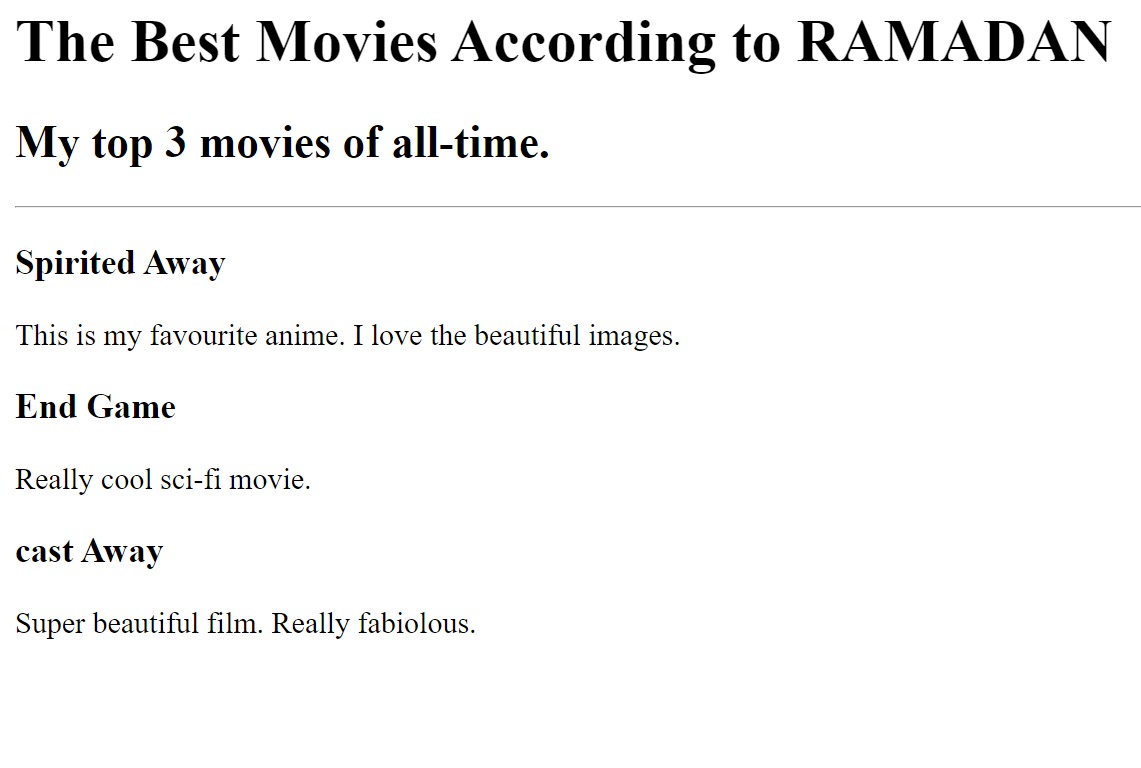 The Best Movies According to RAMADAN
My top 3 movies of all-time.
Spirited Away
This is my favourite anime. I love the beautiful images.
End Game
Really cool sci-fi movie.
cast Away
Super beautiful film. Really fabiolous.